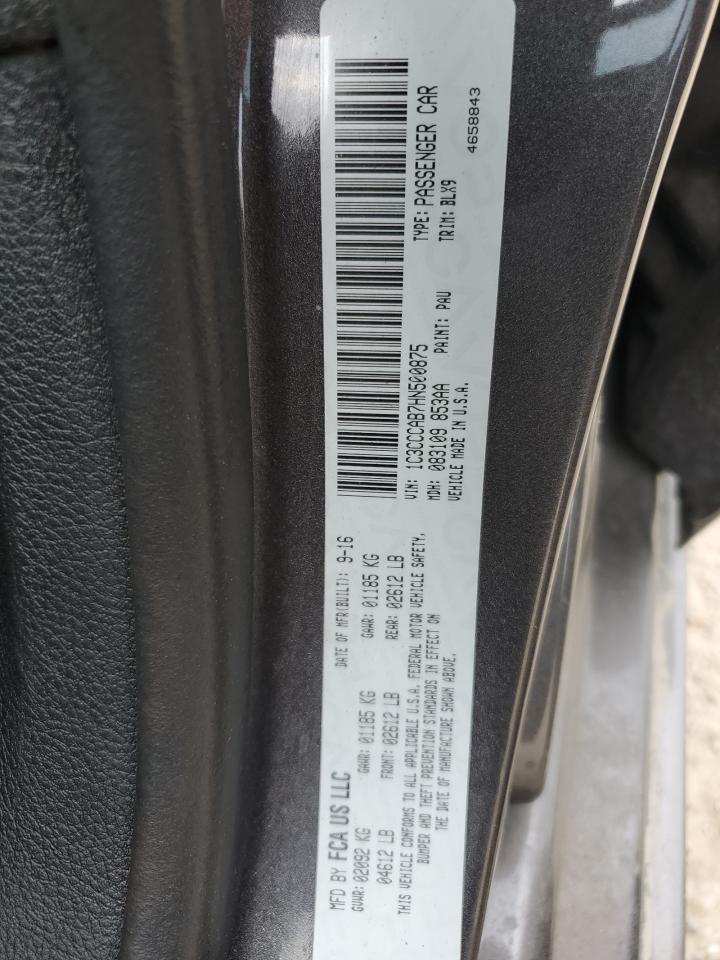 MFD BY FCA US LLC
DATE OF MFR(BUILT): 9-16
GVWR: 02092 KG
GAWR: 01185 KG
GAWR: 01185 KG
04612 LB
FRONT: 02612 LB
REAR: 02612 LB
THIS VEHICLE CONFORMS TO ALL APPLICABLE U.S.A. FEDERAL MOTOR VEHICLE SAFETY,
BUMPER AND THEFT PREVENTION STANDARDS IN EFFECT ON
THE DATE OF MANUFACTURE SHOWN ABOVE.
VIN: 1C3CCCAB7HN500875
TYPE: PASSENGER CAR
MDH: 083109 853AA
PAINT: PAU
TRIM: BLX9
VEHICLE MADE IN U.S.A.
4658843